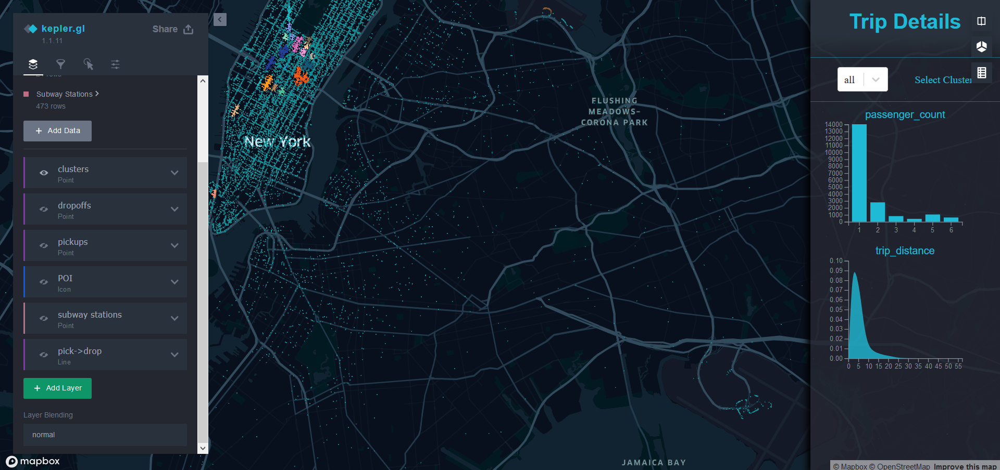 kepler.gl
1.1.11
Share
Subway Stations
473 rows
+ Add Data
clusters
Point
dropoffs
Point
pickups
Point
POI
Icon
subway stations
Point
pick->drop
Line
+ Add Layer
Layer Blending
normal
mapbox
New York
FLUSHING
MEADOWS–
CORONA PARK
JAMAICA BAY
Trip Details
all
Select Cluster
passenger_count
14000
13000
12000
11000
10000
9000
8000
7000
6000
5000
4000
3000
2000
1000
0
1 2 3 4 5 6
trip_distance
0.10
0.09
0.08
0.07
0.06
0.05
0.04
0.03
0.02
0.01
0.00
0 5 10 15 20 25 30 35 40 45 50 55
© Mapbox © OpenStreetMap Improve this map